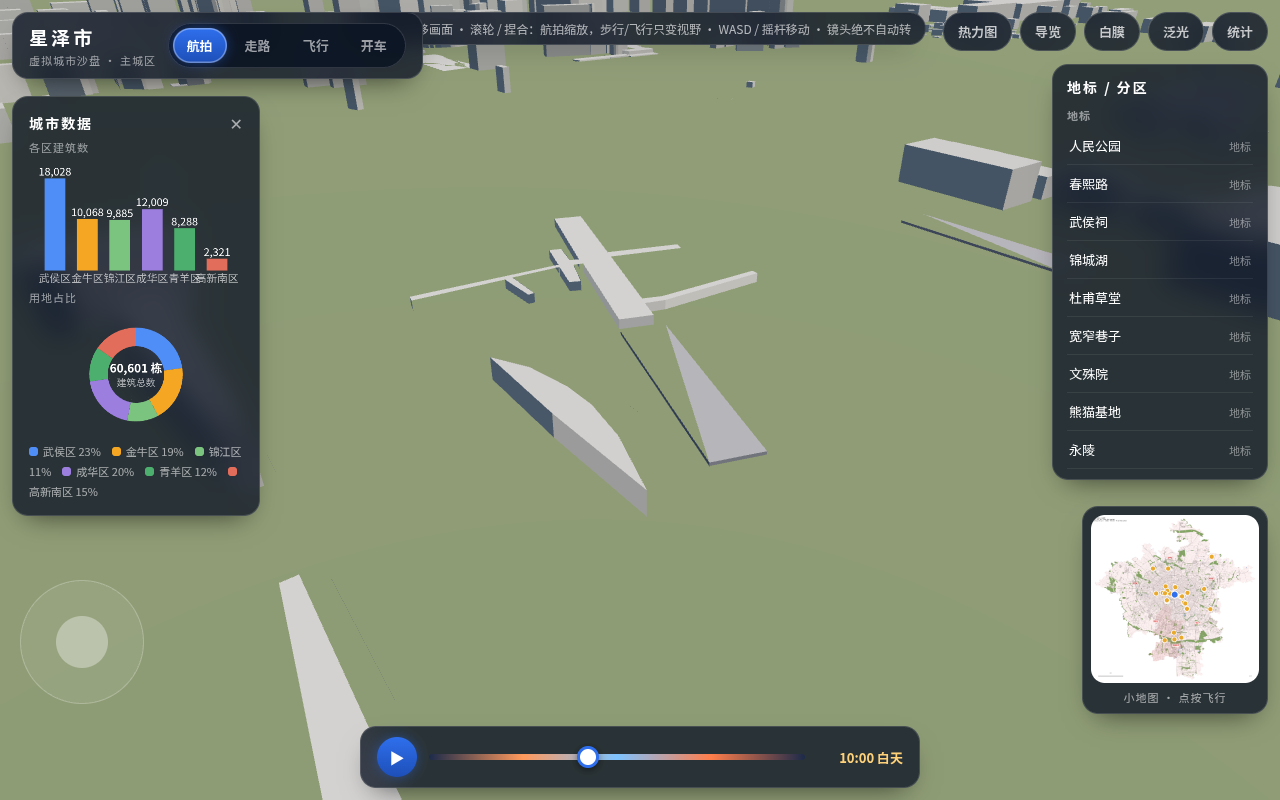 星泽市
虚拟城市沙盘 · 主城区
航拍
走路
飞行
开车
移画面 · 滚轮 / 捏合：航拍缩放，步行/飞行只变视野 · WASD / 摇杆移动 · 镜头绝不自动转
热力图
导览
白膜
泛光
统计
城市数据
×
各区建筑数
18,028
10,068
9,885
12,009
8,288
2,321
武侯区
金牛区
锦江区
成华区
青羊区
高新南区
用地占比
60,601 栋
建筑总数
武侯区 23% 金牛区 19% 锦江区
11% 成华区 20% 青羊区 12%
高新南区 15%
地标 / 分区
地标
人民公园 地标
春熙路 地标
武侯祠 地标
锦城湖 地标
杜甫草堂 地标
宽窄巷子 地标
文殊院 地标
熊猫基地 地标
永陵 地标
小地图 · 点按飞行
10:00 白天